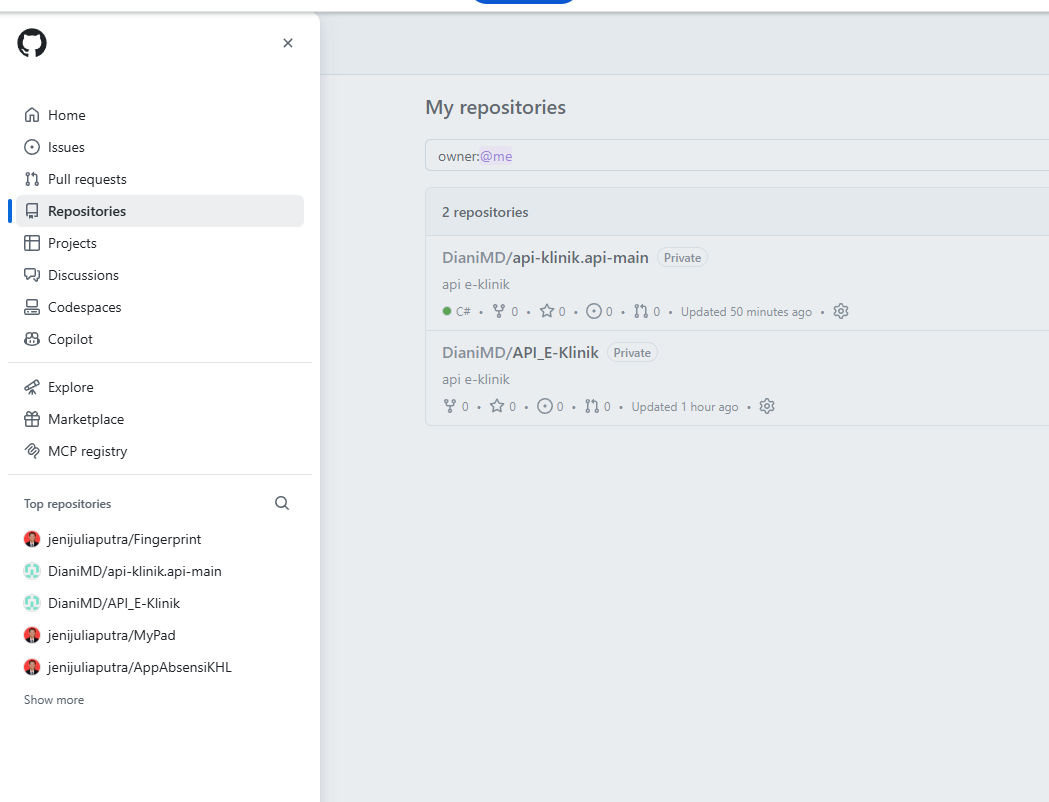 Home
Issues
Pull requests
Repositories
Projects
Discussions
Codespaces
Copilot
Explore
Marketplace
MCP registry
Top repositories
jenijuliaputra/Fingerprint
DianiMD/api-klinik.api-main
DianiMD/API_E-Klinik
jenijuliaputra/MyPad
jenijuliaputra/AppAbsensiKHL
Show more
My repositories
owner:@me
2 repositories
DianiMD/api-klinik.api-main Private
api e-klinik
C# • 0 • 0 • 0 • 0 • Updated 50 minutes ago •
DianiMD/API_E-Klinik Private
api e-klinik
0 • 0 • 0 • 0 • Updated 1 hour ago •